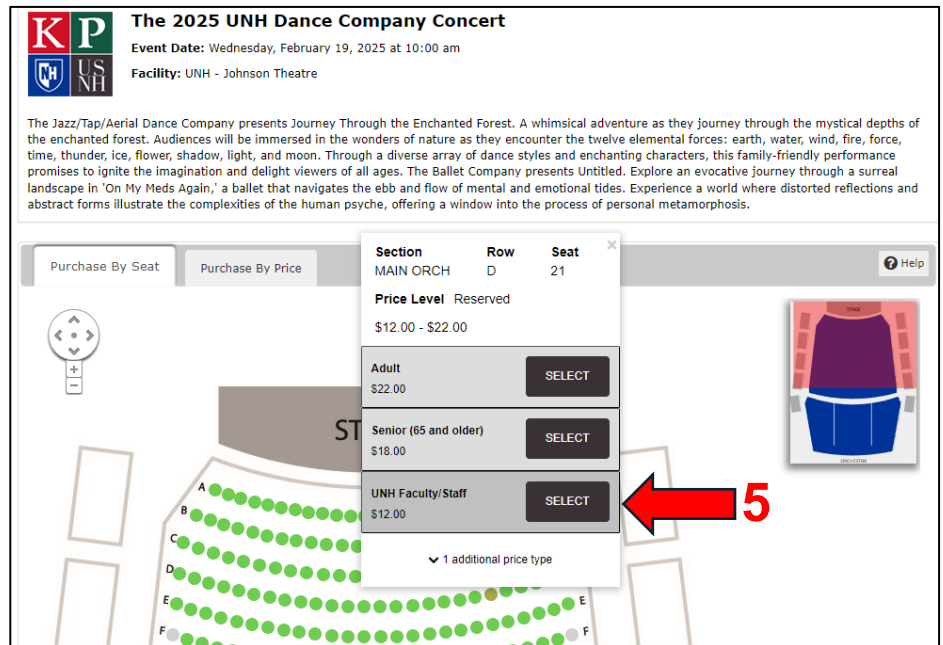 K P
US
NH
NH
The 2025 UNH Dance Company Concert
Event Date: Wednesday, February 19, 2025 at 10:00 am
Facility: UNH - Johnson Theatre
The Jazz/Tap/Aerial Dance Company presents Journey Through the Enchanted Forest. A whimsical adventure as they journey through the mystical depths of
the enchanted forest. Audiences will be immersed in the wonders of nature as they encounter the twelve elemental forces: earth, water, wind, fire, force,
time, thunder, ice, flower, shadow, light, and moon. Through a diverse array of dance styles and enchanting characters, this family-friendly performance
promises to ignite the imagination and delight viewers of all ages. The Ballet Company presents Untitled. Explore an evocative journey through a surreal
landscape in 'On My Meds Again,' a ballet that navigates the ebb and flow of mental and emotional tides. Experience a world where distorted reflections and
abstract forms illustrate the complexities of the human psyche, offering a window into the process of personal metamorphosis.
Purchase By Seat
Purchase By Price
Help
Section Row Seat
MAIN ORCH D 21
Price Level Reserved
$12.00 - $22.00
Adult
$22.00
SELECT
Senior (65 and older)
$18.00
SELECT
UNH Faculty/Staff
$12.00
SELECT
1 additional price type
5
ST
STAGE
ORCHESTRA
A
B
C
D
E
E
F
F